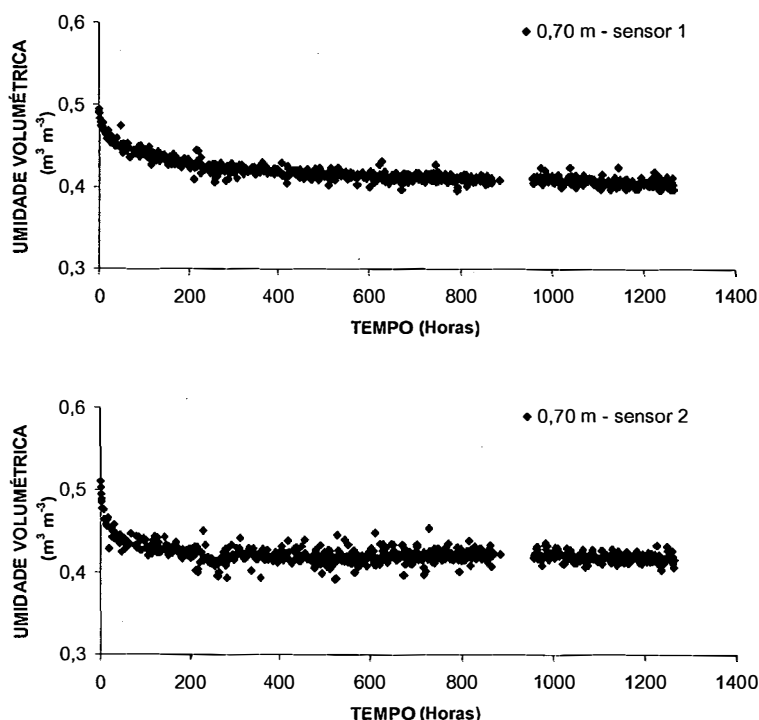 0,6
0,70 m - sensor 1
0,5
0,4
0,3
UMIDADE VOLUMÉTRICA
(m³ m⁻³)
0 200 400 600 800 1000 1200 1400
TEMPO (Horas)
0,6
0,70 m - sensor 2
0,5
0,4
0,3
UMIDADE VOLUMÉTRICA
(m³ m⁻³)
0 200 400 600 800 1000 1200 1400
TEMPO (Horas)